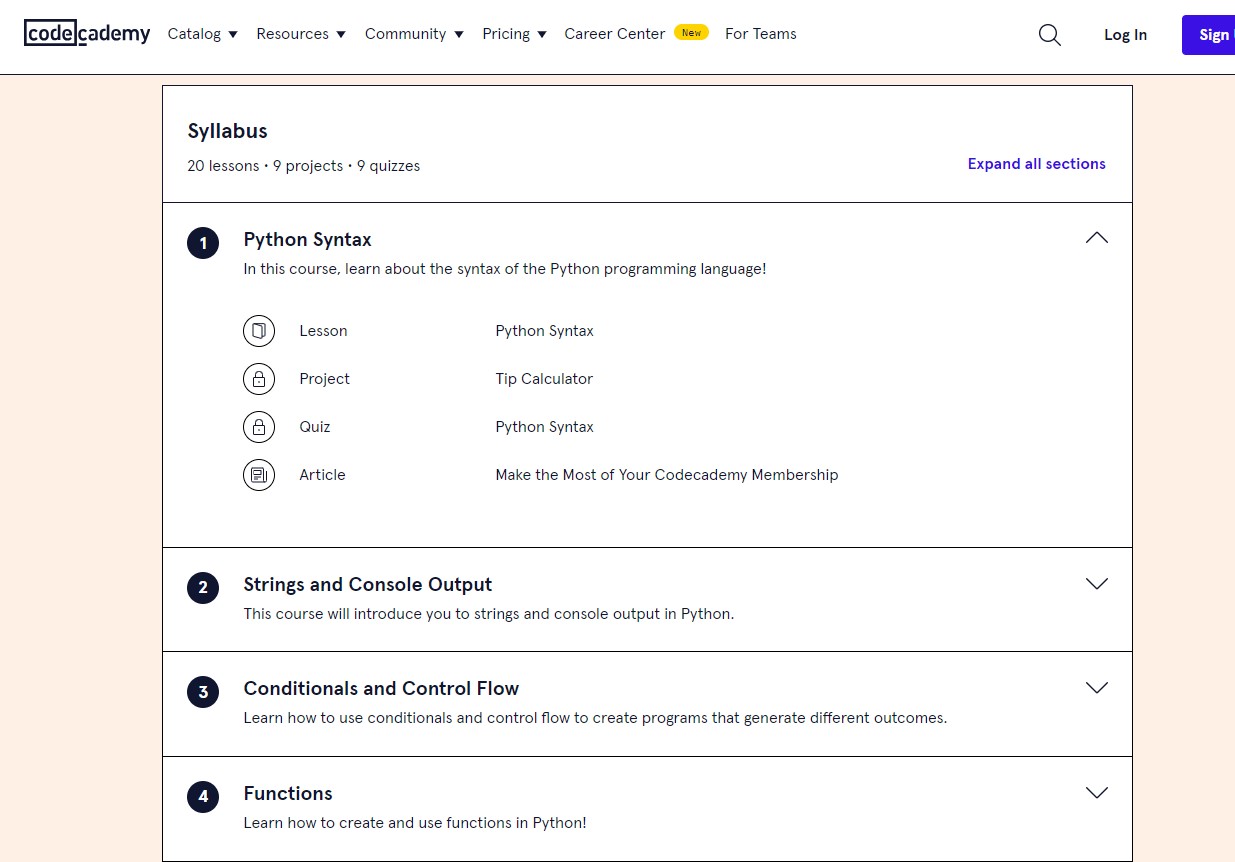 codecademy Catalog Resources Community Pricing Career Center New For Teams Log In Sign
Syllabus
20 lessons • 9 projects • 9 quizzes
Expand all sections
1 Python Syntax
In this course, learn about the syntax of the Python programming language!
Lesson Python Syntax
Project Tip Calculator
Quiz Python Syntax
Article Make the Most of Your Codecademy Membership
2 Strings and Console Output
This course will introduce you to strings and console output in Python.
3 Conditionals and Control Flow
Learn how to use conditionals and control flow to create programs that generate different outcomes.
4 Functions
Learn how to create and use functions in Python!